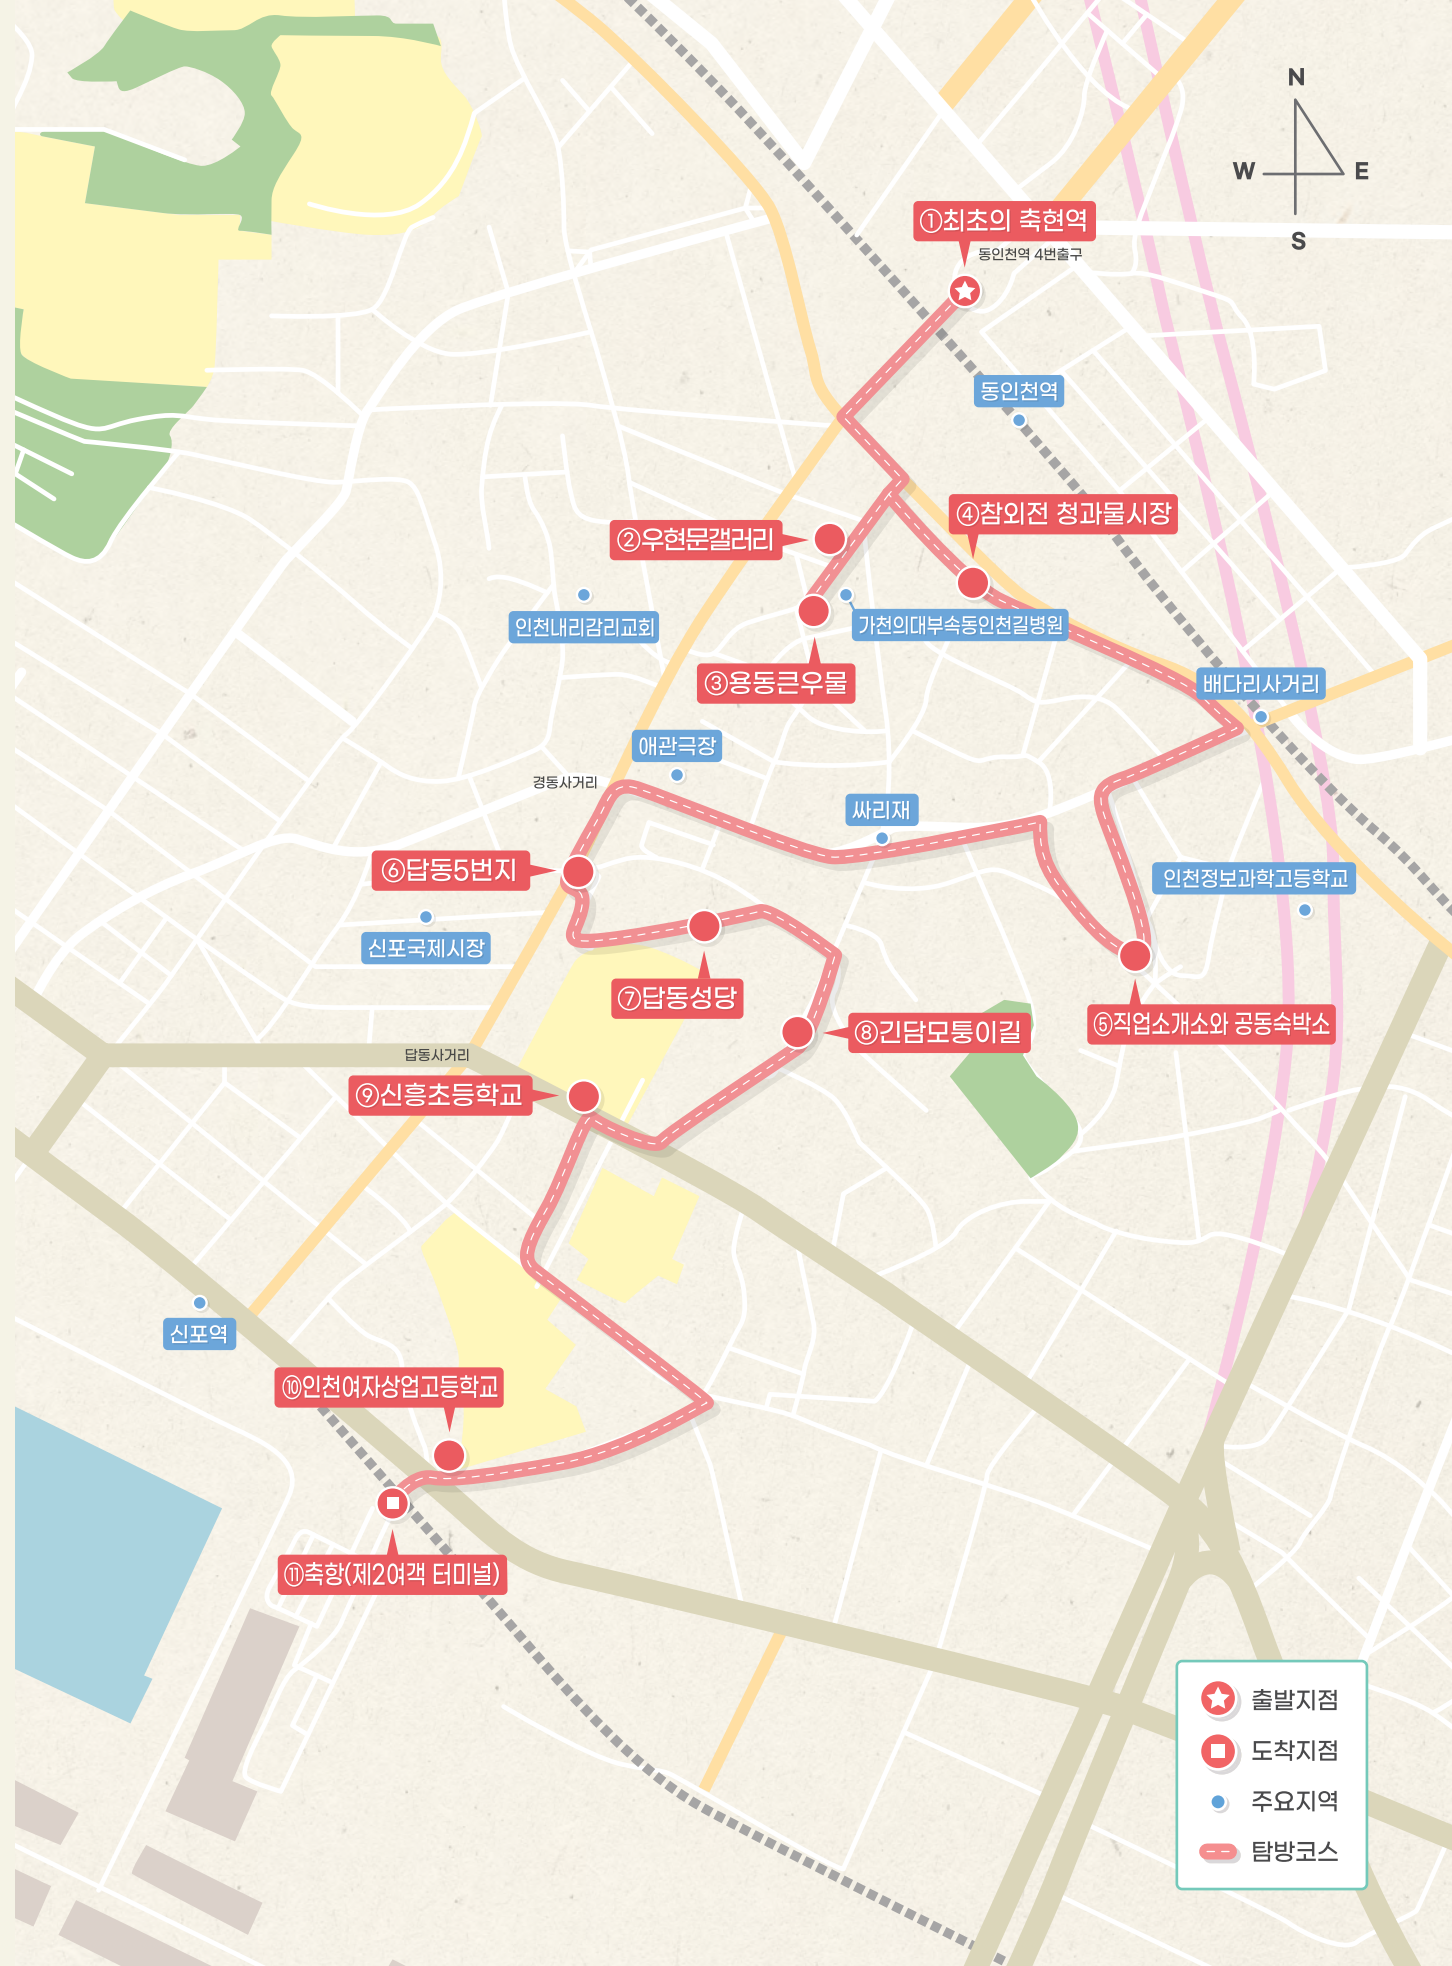 N
W
E
S
①최초의 축현역
동인천역 4번출구
동인천역
④참외전 청과물시장
②우현문갤러리
인천내리감리교회
가천의대부속동인천길병원
③용동큰우물
배다리사거리
애관극장
경동사거리
싸리재
⑥답동5번지
인천정보과학고등학교
신포국제시장
⑦답동성당
⑤직업소개소와 공동숙박소
⑧긴담모퉁이길
답동사거리
⑨신흥초등학교
신포역
⑩인천여자상업고등학교
⑪축항(제2여객 터미널)
출발지점
도착지점
주요지역
탐방코스